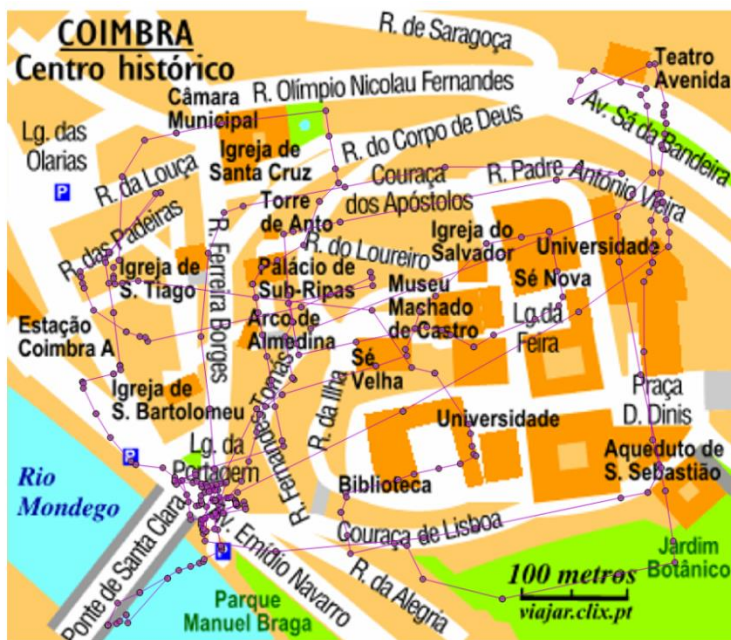 COIMBRA
Centro histórico
R. de Saragoça
Teatro
Avenida
R. Olímpio Nicolau Fernandes
Câmara
Municipal
Lg. das
Olarias
Av. Sá da Bandeira
R. do Corpo de Deus
Igreja de
Santa Cruz
P
R. da Louça
Couraça
dos Apóstolos
R. Padre António Vieira
Torre
de Anto
R. das Padeiras
R. Ferreira Borges
R. do Loureiro
Igreja do
Salvador
Universidade
Igreja de
S. Tiago
Palácio de
Sub-Ripas
Museu
Machado
de Castro
Sé Nova
Lg. da
Feira
Estação
Coimbra A
Arco de
Almedina
Sé
Velha
Igreja de
S. Bartolomeu
R. Fernandes Tomás
R. da Ilha
Universidade
Praça
D. Dinis
Lg. da
Portagem
Aqueduto de
S. Sebastião
P
Rio
Mondego
Biblioteca
Ponte de Santa Clara
Av. Emídio Navarro
Couraça de Lisboa
P
R. da Alegria
Jardim
Botânico
100 metros
viajar.clix.pt
Parque
Manuel Braga